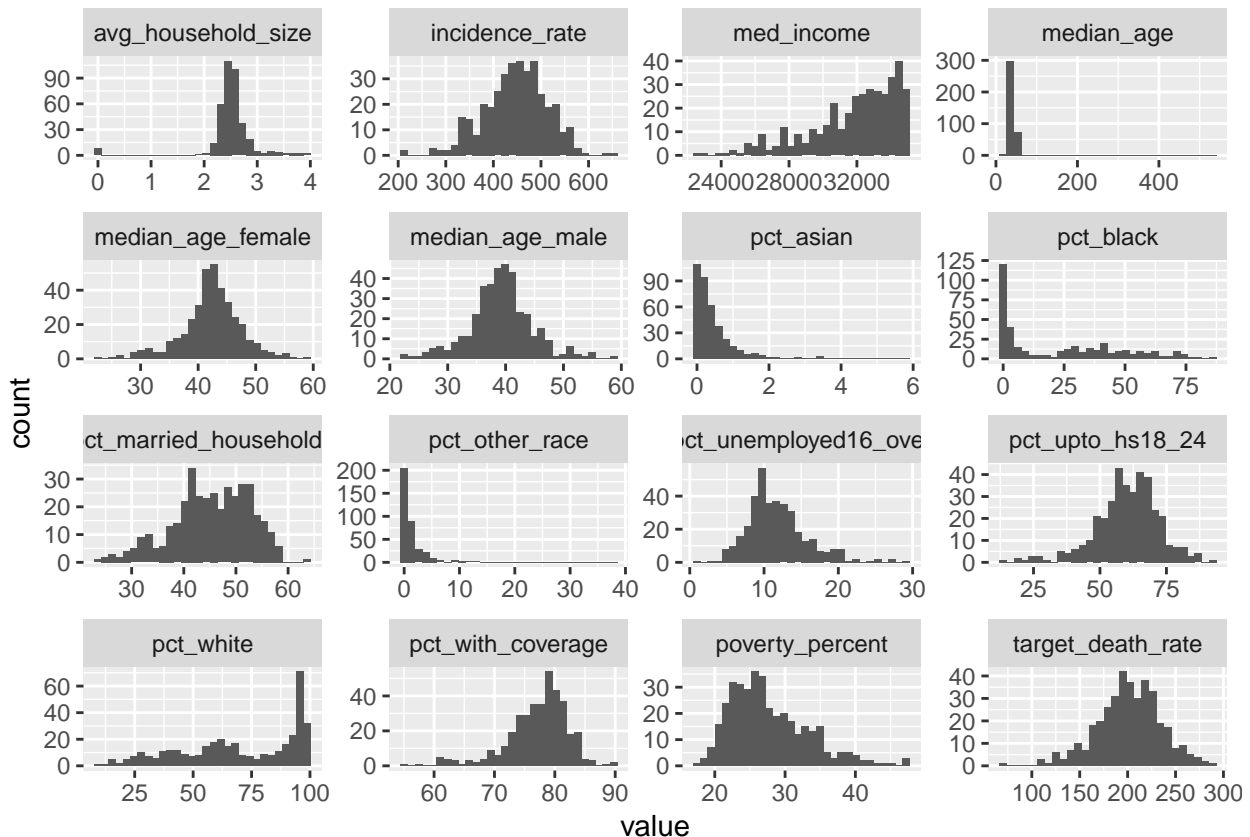 avg_household_size incidence_rate med_income median_age
90 60 30 0
30 20 10 0
40 30 20 10 0
300 200 100 0
0 1 2 3 4
200 300 400 500 600
24000 28000 32000
0 200 400
median_age_female median_age_male pct_asian pct_black
40 20 0
40 30 20 10 0
90 60 30 0
125 100 75 50 25 0
30 40 50 60
20 30 40 50 60
0 2 4 6
0 25 50 75
count
ct_married_household pct_other_race ct_unemployed16_ove pct_upto_hs18_24
30 20 10 0
200 150 100 50 0
40 20 0
40 30 20 10 0
30 40 50 60
0 10 20 30 40
0 10 20 30
25 50 75
pct_white pct_with_coverage poverty_percent target_death_rate
60 40 20 0
40 20 0
30 20 10 0
40 30 20 10 0
25 50 75 100
60 70 80 90
20 30 40
100 150 200 250 300
value